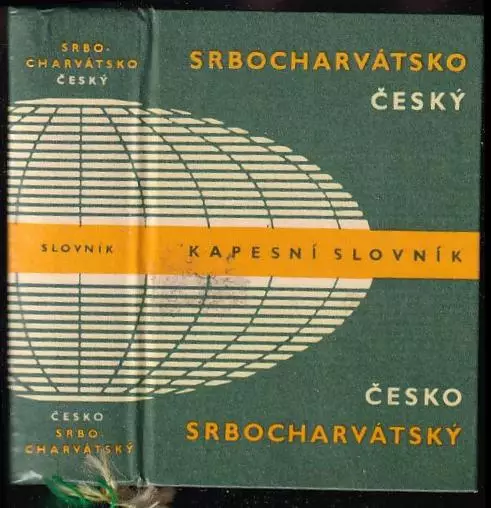 SRBO-
CHARVÁTSKO
ČESKÝ
SLOVNÍK
ČESKO
SRBO
CHARVÁTSKÝ
SRBOCHARVÁTSKO
ČESKÝ
KAPESNÍ SLOVNÍK
ČESKO
SRBOCHARVÁTSKÝ